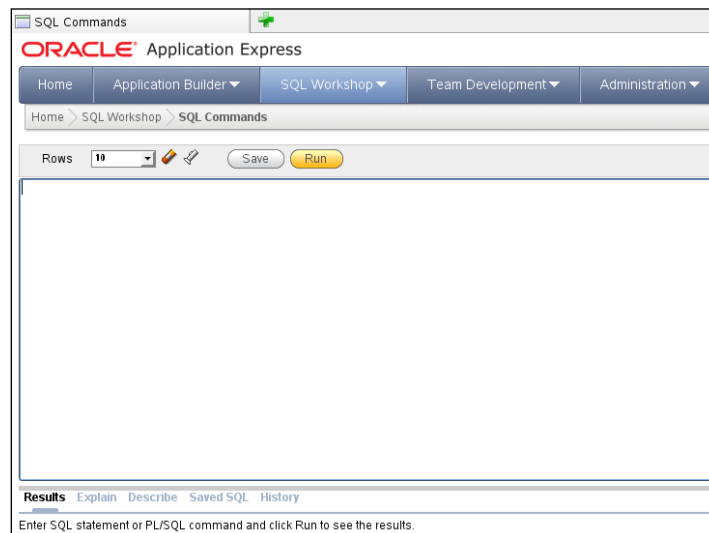 SQL Commands
ORACLE Application Express
Home Application Builder SQL Workshop Team Development Administration
Home SQL Workshop SQL Commands
Rows 10 Save Run
Results Explain Describe Saved SQL History
Enter SQL statement or PL/SQL command and click Run to see the results.